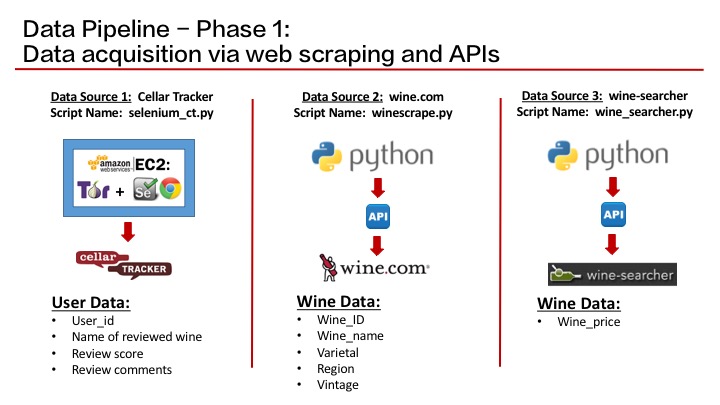 Data Pipeline – Phase 1:
Data acquisition via web scraping and APIs
Data Source 1: Cellar Tracker
Script Name: selenium_ct.py
amazon
web services™
EC2:
Tor + Se
cellar
TRACKER
User Data:
• User_id
• Name of reviewed wine
• Review score
• Review comments
Data Source 2: wine.com
Script Name: winescrape.py
python
API
wine.com®
Wine Data:
• Wine_ID
• Wine_name
• Varietal
• Region
• Vintage
Data Source 3: wine-searcher
Script Name: wine_searcher.py
python
API
wine-searcher
Wine Data:
• Wine_price